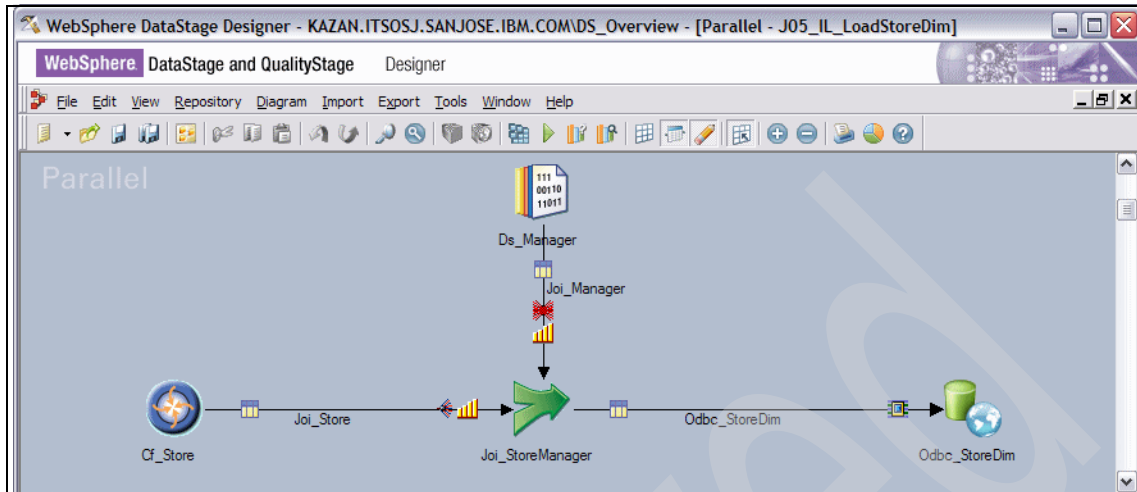 WebSphere DataStage Designer - KAZAN.ITSOSJ.SANJOSE.IBM.COM\DS_Overview - [Parallel - J05_IL_LoadStoreDim]
WebSphere. DataStage and QualityStage Designer
File Edit View Repository Diagram Import Export Tools Window Help
Parallel
111
00110
11011
Ds_Manager
Joi_Manager
Joi_Store
Odbc_StoreDim
Cf_Store
Joi_StoreManager
Odbc_StoreDim